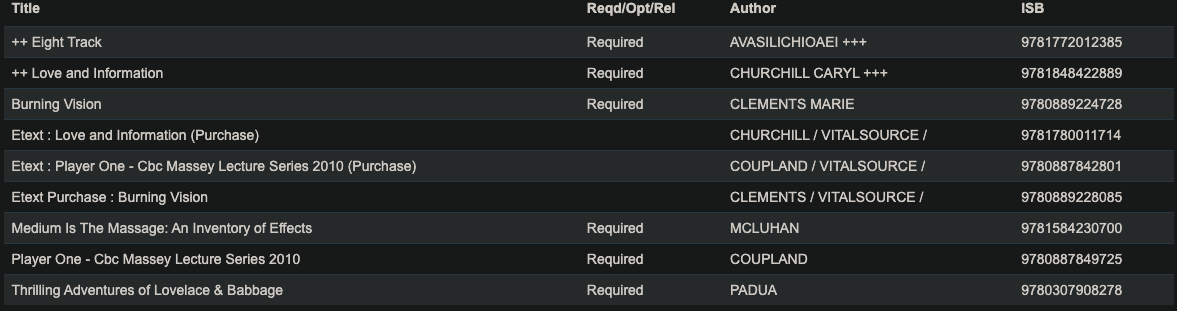 Title Reqd/Opt/Rel Author ISB
++ Eight Track Required AVASILICHIOAEI +++ 9781772012385
++ Love and Information Required CHURCHILL CARYL +++ 9781848422889
Burning Vision Required CLEMENTS MARIE 9780889224728
Etext : Love and Information (Purchase) CHURCHILL / VITALSOURCE / 9781780011714
Etext : Player One - Cbc Massey Lecture Series 2010 (Purchase) COUPLAND / VITALSOURCE / 9780887842801
Etext Purchase : Burning Vision CLEMENTS / VITALSOURCE / 9780889228085
Medium Is The Massage: An Inventory of Effects Required MCLUHAN 9781584230700
Player One - Cbc Massey Lecture Series 2010 Required COUPLAND 9780887849725
Thrilling Adventures of Lovelace & Babbage Required PADUA 9780307908278